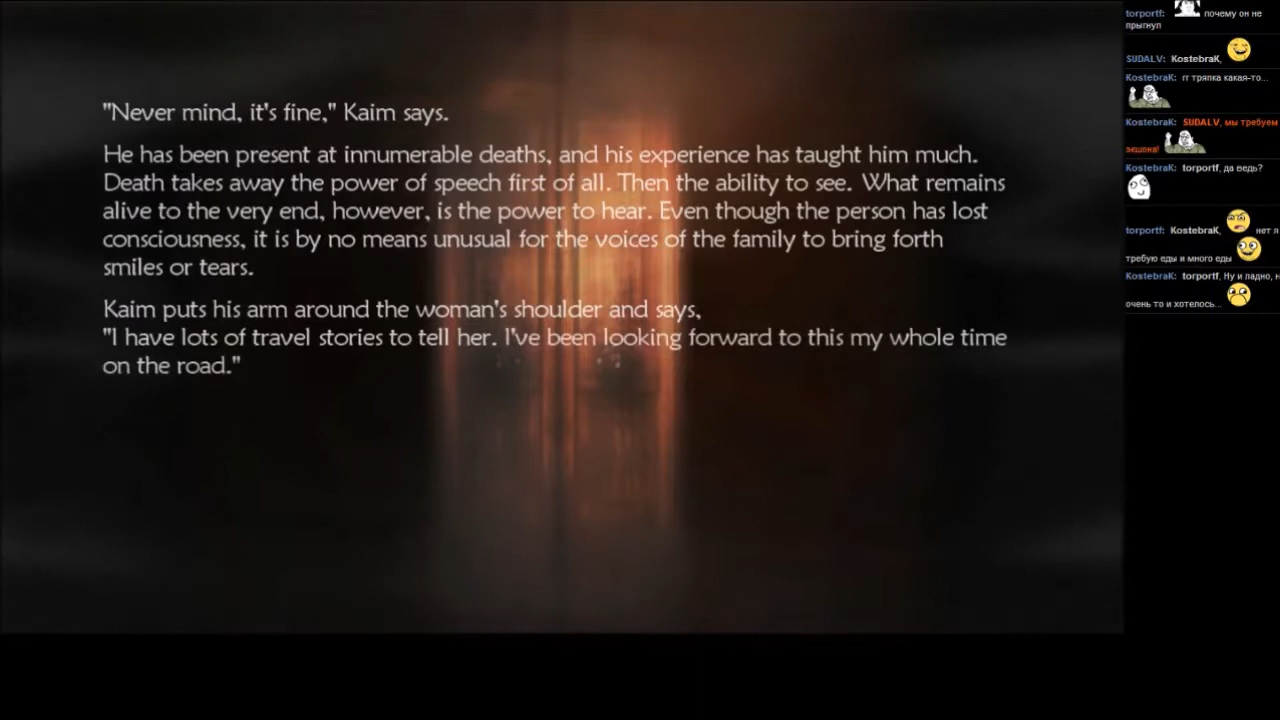 "Never mind, it's fine," Kaim says.
He has been present at innumerable deaths, and his experience has taught him much.
Death takes away the power of speech first of all. Then the ability to see. What remains
alive to the very end, however, is the power to hear. Even though the person has lost
consciousness, it is by no means unusual for the voices of the family to bring forth
smiles or tears.
Kaim puts his arm around the woman's shoulder and says,
"I have lots of travel stories to tell her. I've been looking forward to this my whole time
on the road."
torportf: почему он не
прыгнул
SUDALV: KostebraK,
KostebraK: гг тряпка какая-то...
KostebraK: SUDALV, мы требуем
экшона!
KostebraK: torportf, да ведь?
torportf: KostebraK, нет я
требую еды и много еды
KostebraK: torportf, Ну и ладно, н
очень то и хотелось...